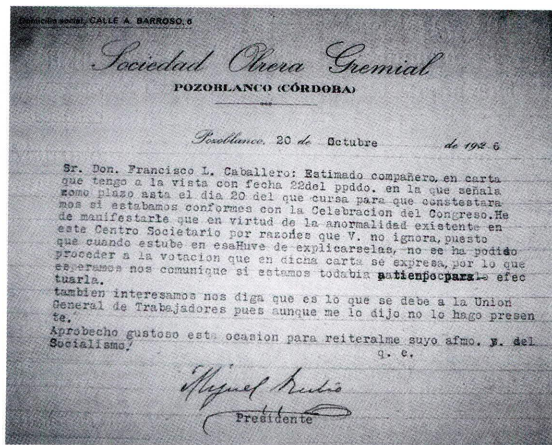 Domicilio social, CALLE A. BARROSO, 6
Sociedad Obrera Gremial
POZOBLANCO (CÓRDOBA)
Pozoblanco, 20 de Octubre de 1926
Sr. Don. Francisco L. Caballero: Estimado compañero, en carta
que tengo a la vista con fecha 22del ppddo. en la que señala
como plazo asta el dia 20 del que cursa para que constestara
mos si estabamos conformes con la Celebracion del Congreso.He
de manifestarle que en virtud de la anormalidad existente en
este Centro Societario por razones que V. no ignora, puesto
que cuando estube en esaHuve de explicarselas, no se ha podido
proceder a la votacion que en dicha carta se expresa, por lo que
esperamos nos comunique si estamos todabia a tienpo para efec
tuarla.
tambien interesamos nos diga que es lo que se debe a la Union
General de Trabajadores pues aunque me lo dijo no lo hago presen
te.
Aprobecho gustoso esta ocasion para reiteralme suyo afmo. y. del
Socialismo.
q. e.
Miguel Rubio
Presidente